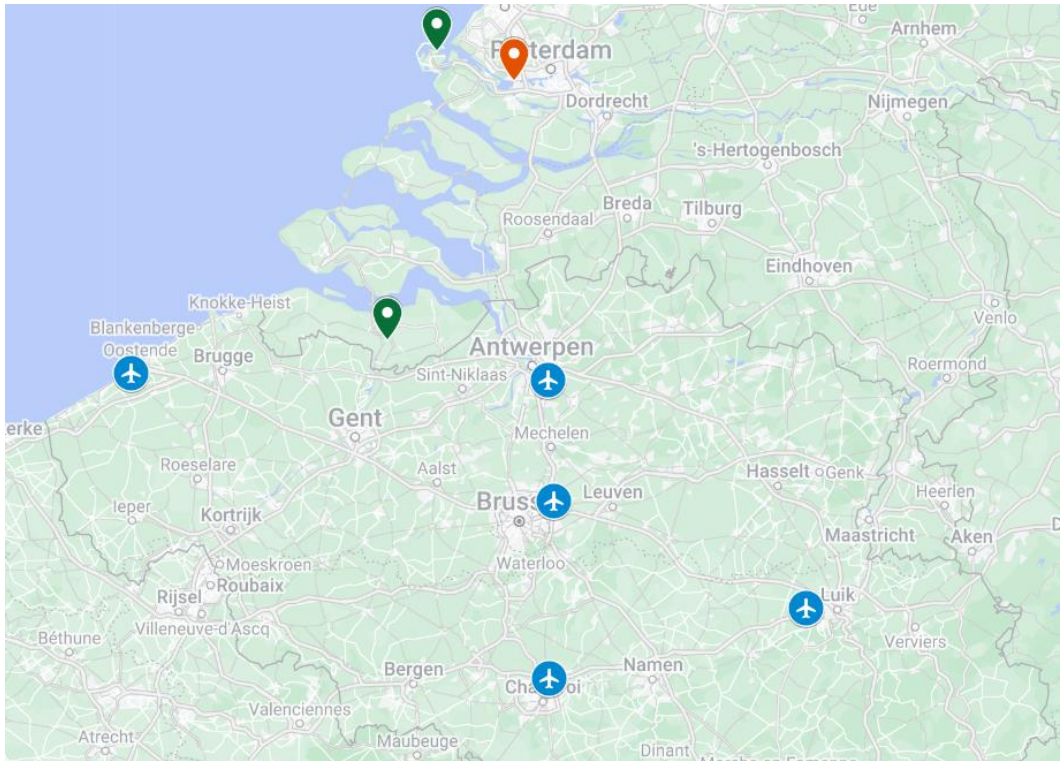 Ede
Arnhem
Dordrecht
Nijmegen
's-Hertogenbosch
Breda
Tilburg
Roosendaal
Eindhoven
Knokke-Heist
Venlo
Blankenberge
Oostende
Brugge
Antwerpen
Roermond
Sint-Niklaas
Gent
Mechelen
Roeselare
Aalst
Hasselt
Genk
Leuven
Heerlen
Ieper
Kortrijk
Maastricht
Aken
Moeskroen
Waterloo
Roubaix
Rijsel
Luik
Villeneuve-d'Ascq
Verviers
Béthune
Bergen
Namen
Valenciennes
Atrecht
Maubeuge
Dinant